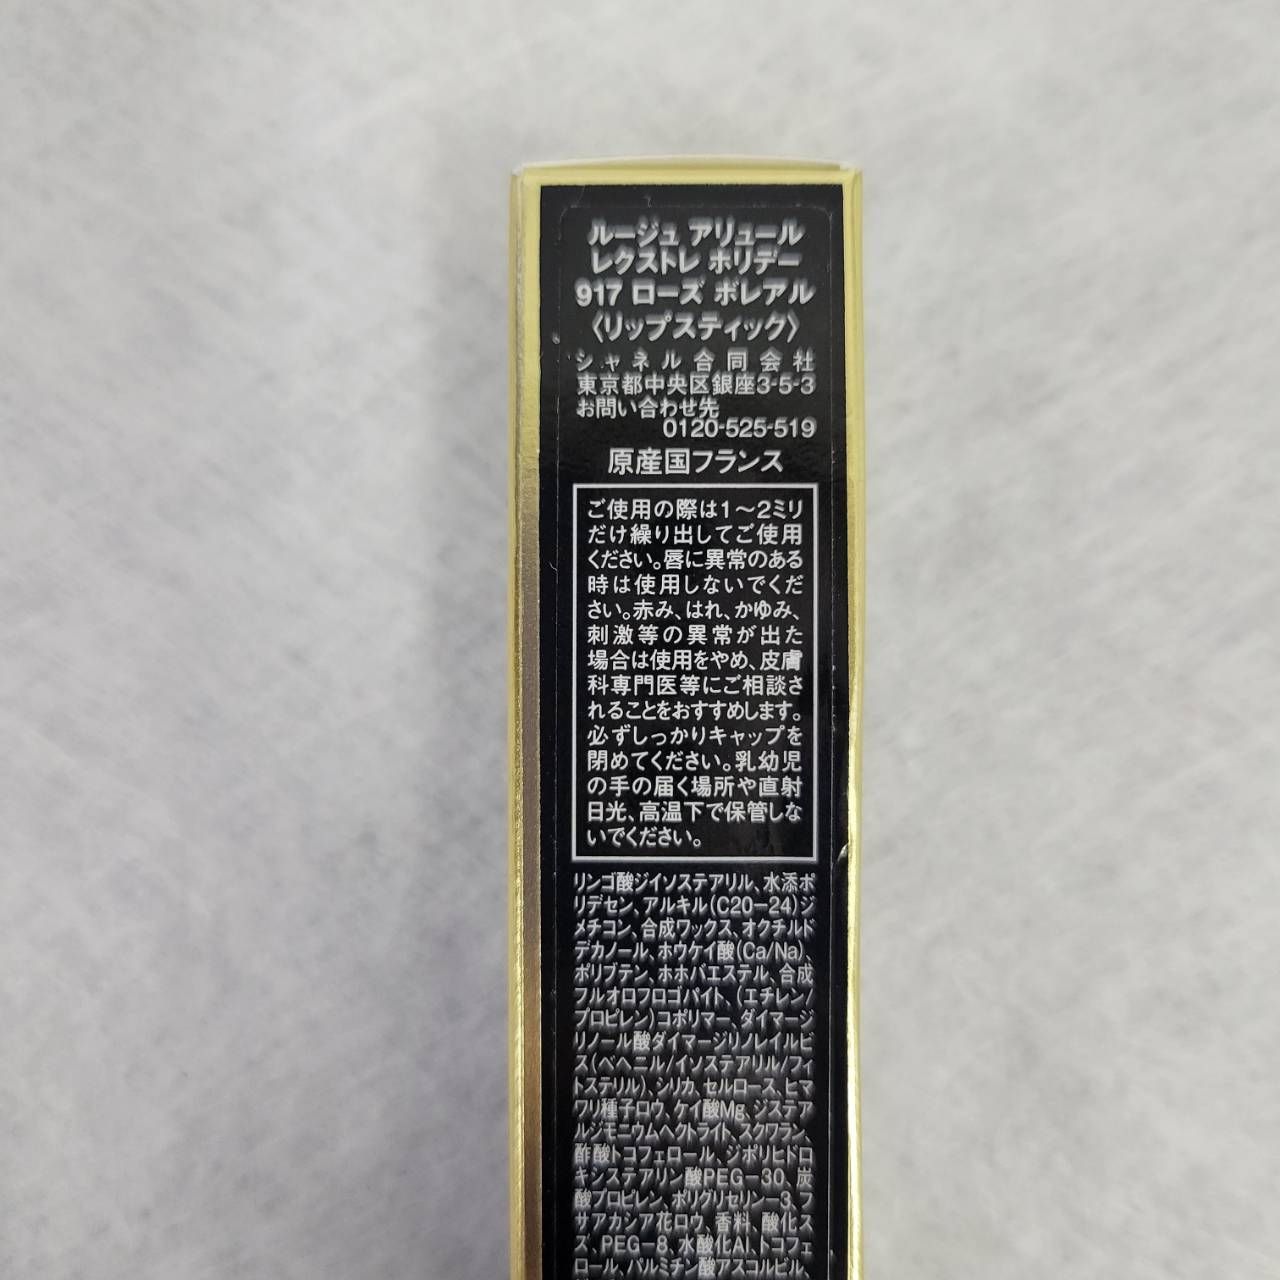 ルージュ アリュール
レクストレ ホリデー
917 ローズ ボレアル
〈リップスティック〉
シャネル合同会社
東京都中央区銀座3-5-3
お問い合わせ先
0120-525-519
原産国フランス
ご使用の際は1〜2ミリ
だけ繰り出してご使用
ください。唇に異常のある
時は使用しないでくだ
さい。赤み、はれ、かゆみ、
刺激等の異常が出た
場合は使用をやめ、皮膚
科専門医等にご相談さ
れることをおすすめします。
必ずしっかりキャップを
閉めてください。乳幼児
の手の届く場所や直射
日光、高温下で保管しな
いでください。
リンゴ酸ジイソステアリル、水添ポ
リデセン、アルキル(C20-24)ジ
メチコン、合成ワックス、オクチルド
デカノール、ホウケイ酸(Ca/Na)、
ポリブテン、ホホバエステル、合成
フルオロフロゴパイト、(エチレン/
プロピレン)コポリマー、ダイマージ
リノール酸ダイマージリノレイルビ
ス(ベヘニル/イソステアリル/フィ
トステリル)、シリカ、セルロース、ヒマ
ワリ種子ロウ、ケイ酸Mg、ジステア
ルジモニウムヘクトライト、スクワラン、
酢酸トコフェロール、ジポリヒドロ
キシステアリン酸PEG-30、炭
酸プロピレン、ポリグリセリン-3、フ
サアカシア花ロウ、香料、酸化ス
ズ、PEG-8、水酸化Al、トコフェ
ロール、パルミチン酸アスコルビル、